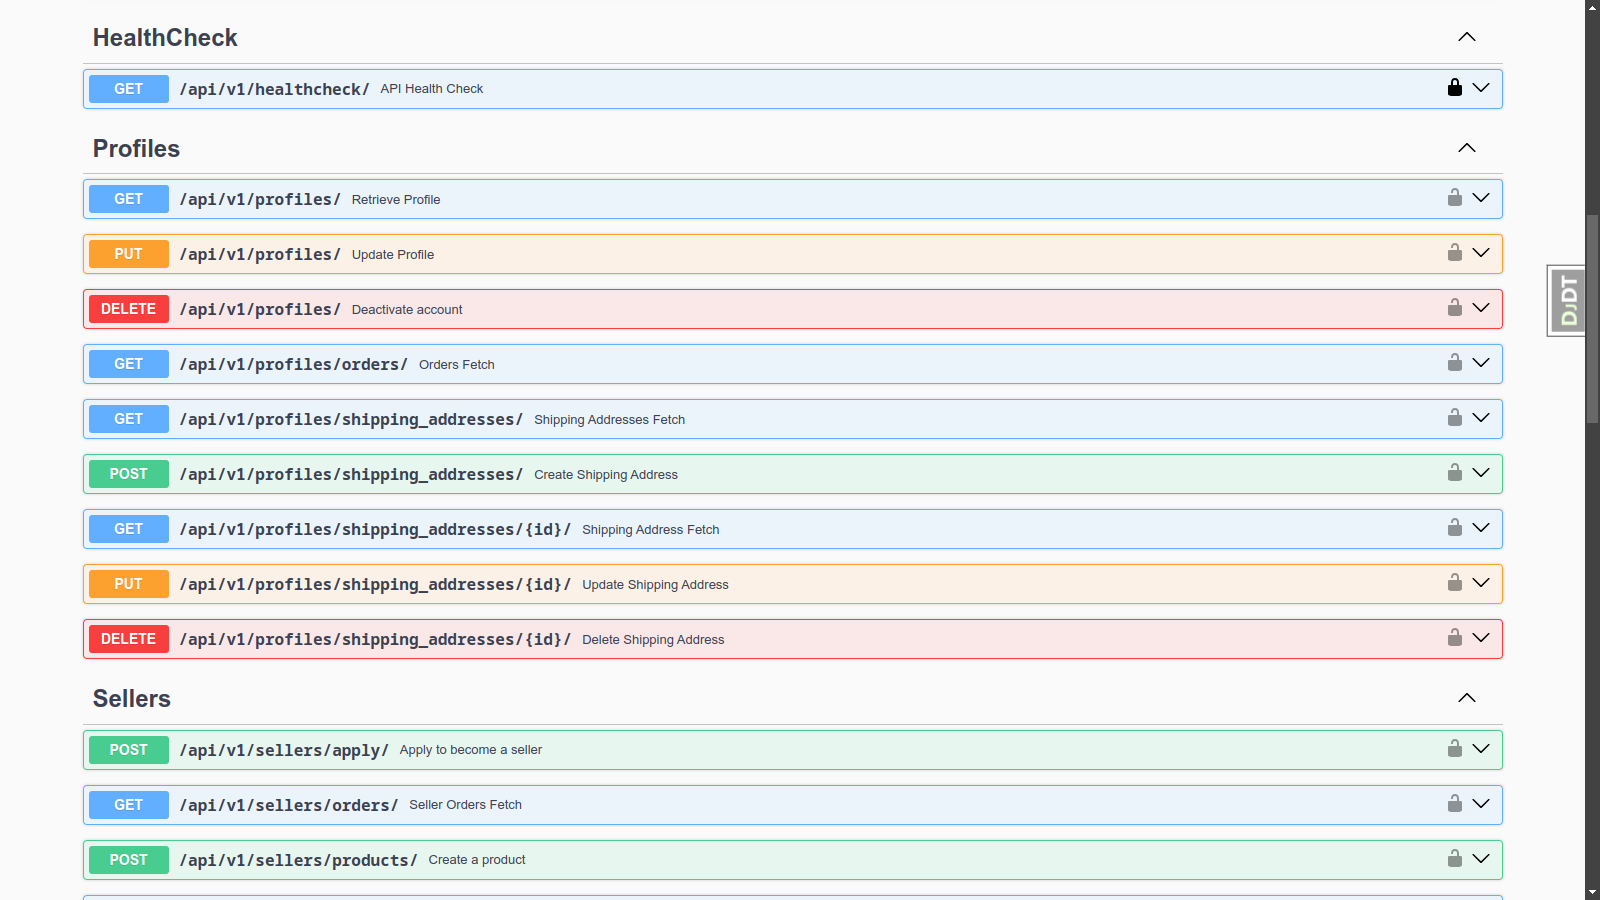 HealthCheck
GET /api/v1/healthcheck/ API Health Check
Profiles
GET /api/v1/profiles/ Retrieve Profile
PUT /api/v1/profiles/ Update Profile
DELETE /api/v1/profiles/ Deactivate account
GET /api/v1/profiles/orders/ Orders Fetch
GET /api/v1/profiles/shipping_addresses/ Shipping Addresses Fetch
POST /api/v1/profiles/shipping_addresses/ Create Shipping Address
GET /api/v1/profiles/shipping_addresses/{id}/ Shipping Address Fetch
PUT /api/v1/profiles/shipping_addresses/{id}/ Update Shipping Address
DELETE /api/v1/profiles/shipping_addresses/{id}/ Delete Shipping Address
Sellers
POST /api/v1/sellers/apply/ Apply to become a seller
GET /api/v1/sellers/orders/ Seller Orders Fetch
POST /api/v1/sellers/products/ Create a product
DJDT